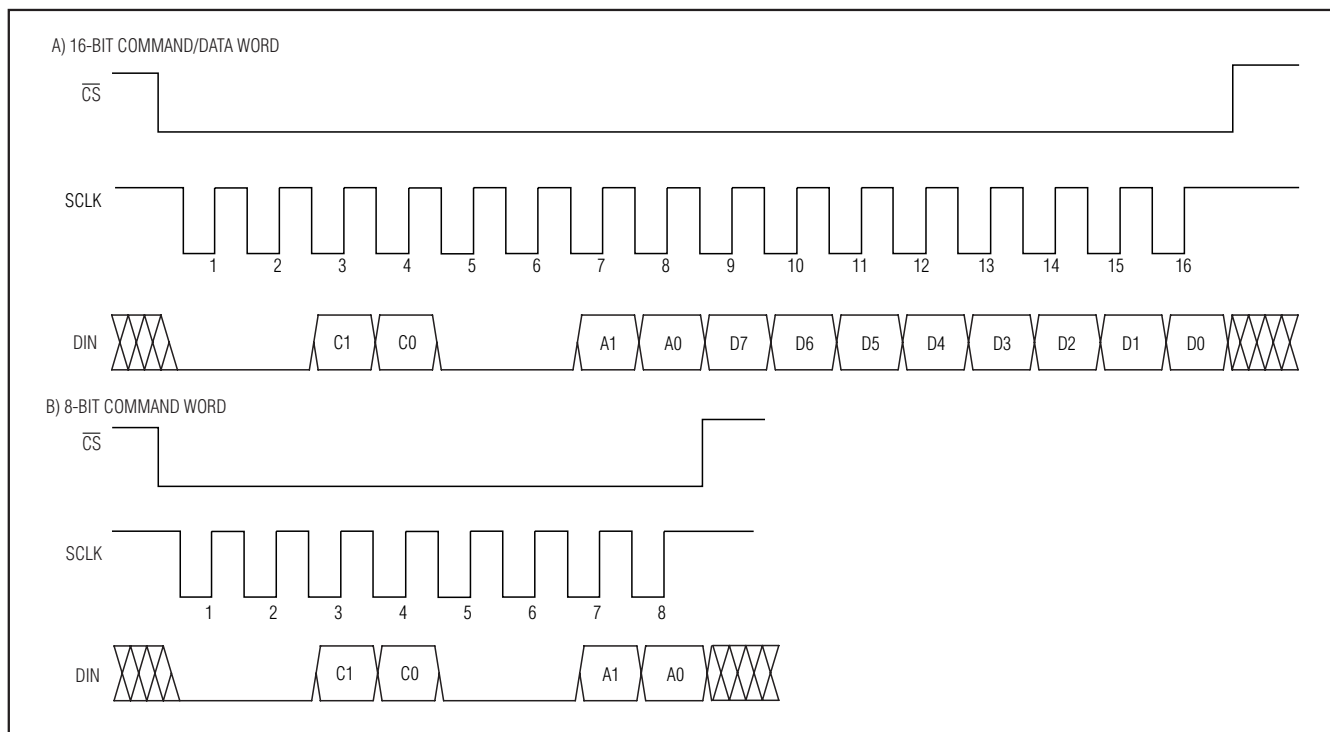 A) 16-BIT COMMAND/DATA WORD
CS
SCLK
1 2 3 4 5 6 7 8 9 10 11 12 13 14 15 16
DIN C1 C0 A1 A0 D7 D6 D5 D4 D3 D2 D1 D0
B) 8-BIT COMMAND WORD
CS
SCLK
1 2 3 4 5 6 7 8
DIN C1 C0 A1 A0